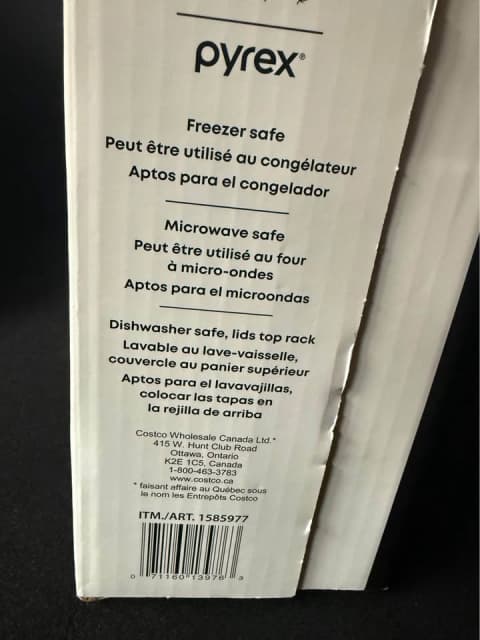 pyrex®
Freezer safe
Peut être utilisé au congélateur
Aptos para el congelador
Microwave safe
Peut être utilisé au four
à micro-ondes
Aptos para el microondas
Dishwasher safe, lids top rack
Lavable au lave-vaisselle,
couvercle au panier supérieur
Aptos para el lavavajillas,
colocar las tapas en
la rejilla de arriba
Costco Wholesale Canada Ltd.*
415 W. Hunt Club Road
Ottawa, Ontario
K2E 1C5, Canada
1-800-463-3783
www.costco.ca
* faisant affaire au Québec sous
le nom les Entrepôts Costco
ITM./ART. 1585977
0 71160 13976 3